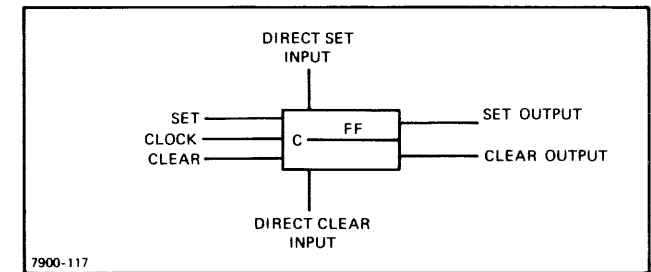 DIRECT SET
INPUT
SET
CLOCK
CLEAR
C
FF
SET OUTPUT
CLEAR OUTPUT
DIRECT CLEAR
INPUT
7900-117